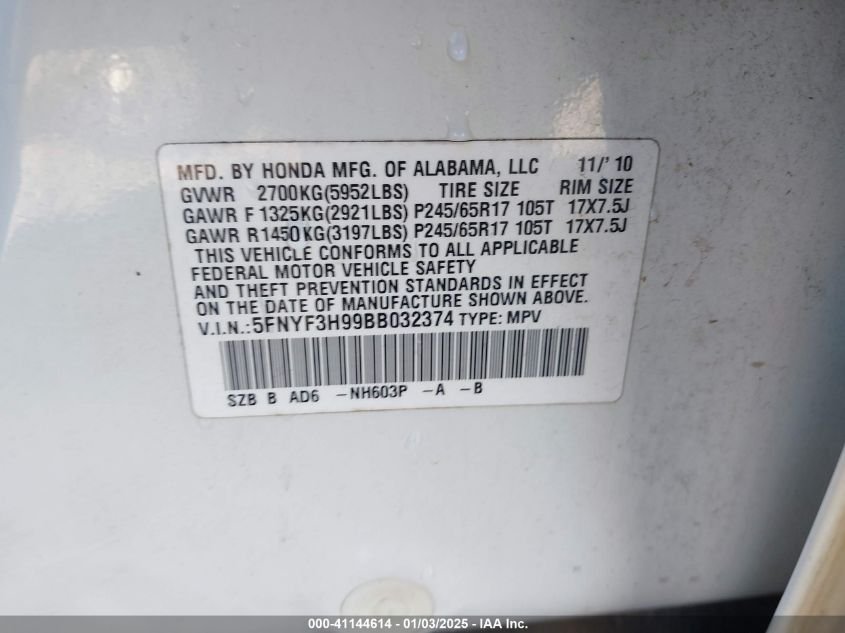 MFD. BY HONDA MFG. OF ALABAMA, LLC 11/' 10
GVWR 2700KG(5952LBS) TIRE SIZE RIM SIZE
GAWR F 1325KG(2921LBS) P245/65R17 105T 17X7.5J
GAWR R1450KG(3197LBS) P245/65R17 105T 17X7.5J
THIS VEHICLE CONFORMS TO ALL APPLICABLE
FEDERAL MOTOR VEHICLE SAFETY
AND THEFT PREVENTION STANDARDS IN EFFECT
ON THE DATE OF MANUFACTURE SHOWN ABOVE.
V.I.N.:5FNYF3H99BB032374 TYPE: MPV
SZB B AD6 -NH603P -A -B
000-41144614 - 01/03/2025 - IAA Inc.